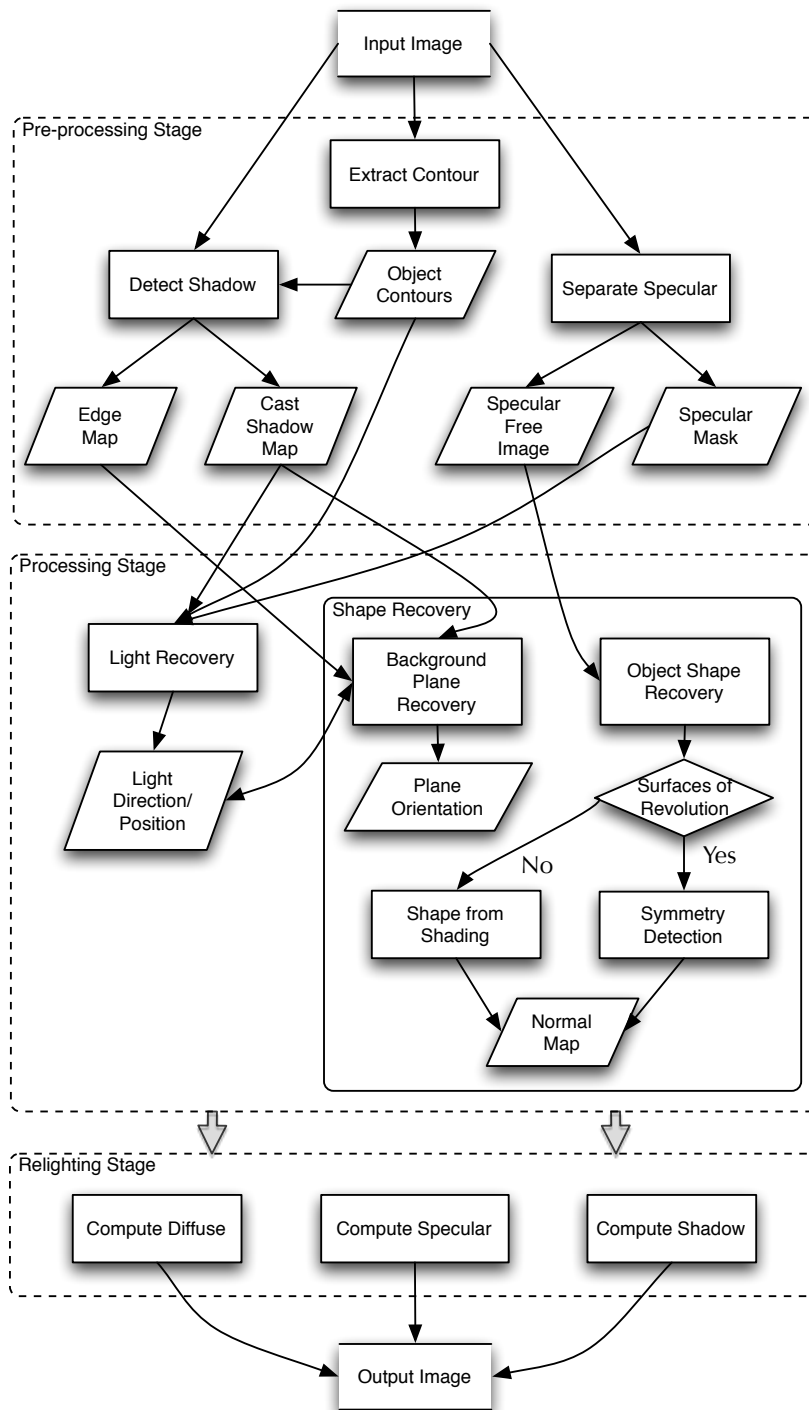 Input Image
Pre-processing Stage
Extract Contour
Detect Shadow
Object
Contours
Separate Specular
Edge
Map
Cast
Shadow
Map
Specular
Free
Image
Specular
Mask
Processing Stage
Shape Recovery
Light Recovery
Background
Plane
Recovery
Object Shape
Recovery
Light
Direction/
Position
Plane
Orientation
Surfaces of
Revolution
No
Yes
Shape from
Shading
Symmetry
Detection
Normal
Map
Relighting Stage
Compute Diffuse
Compute Specular
Compute Shadow
Output Image